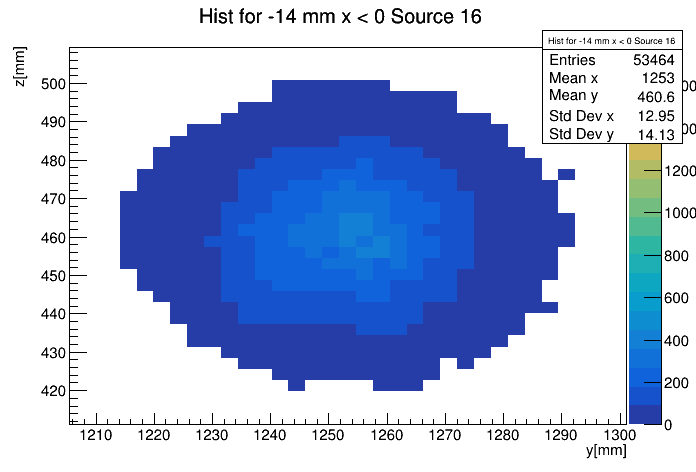 Hist for -14 mm x < 0 Source 16
z[mm]
Hist for -14 mm x < 0 Source 16
Entries 53464
Mean x 1253
Mean y 460.6
Std Dev x 12.95
Std Dev y 14.13
500
490
480
470
460
450
440
430
420
1200
1000
800
600
400
200
0
1210 1220 1230 1240 1250 1260 1270 1280 1290 1300
y[mm]